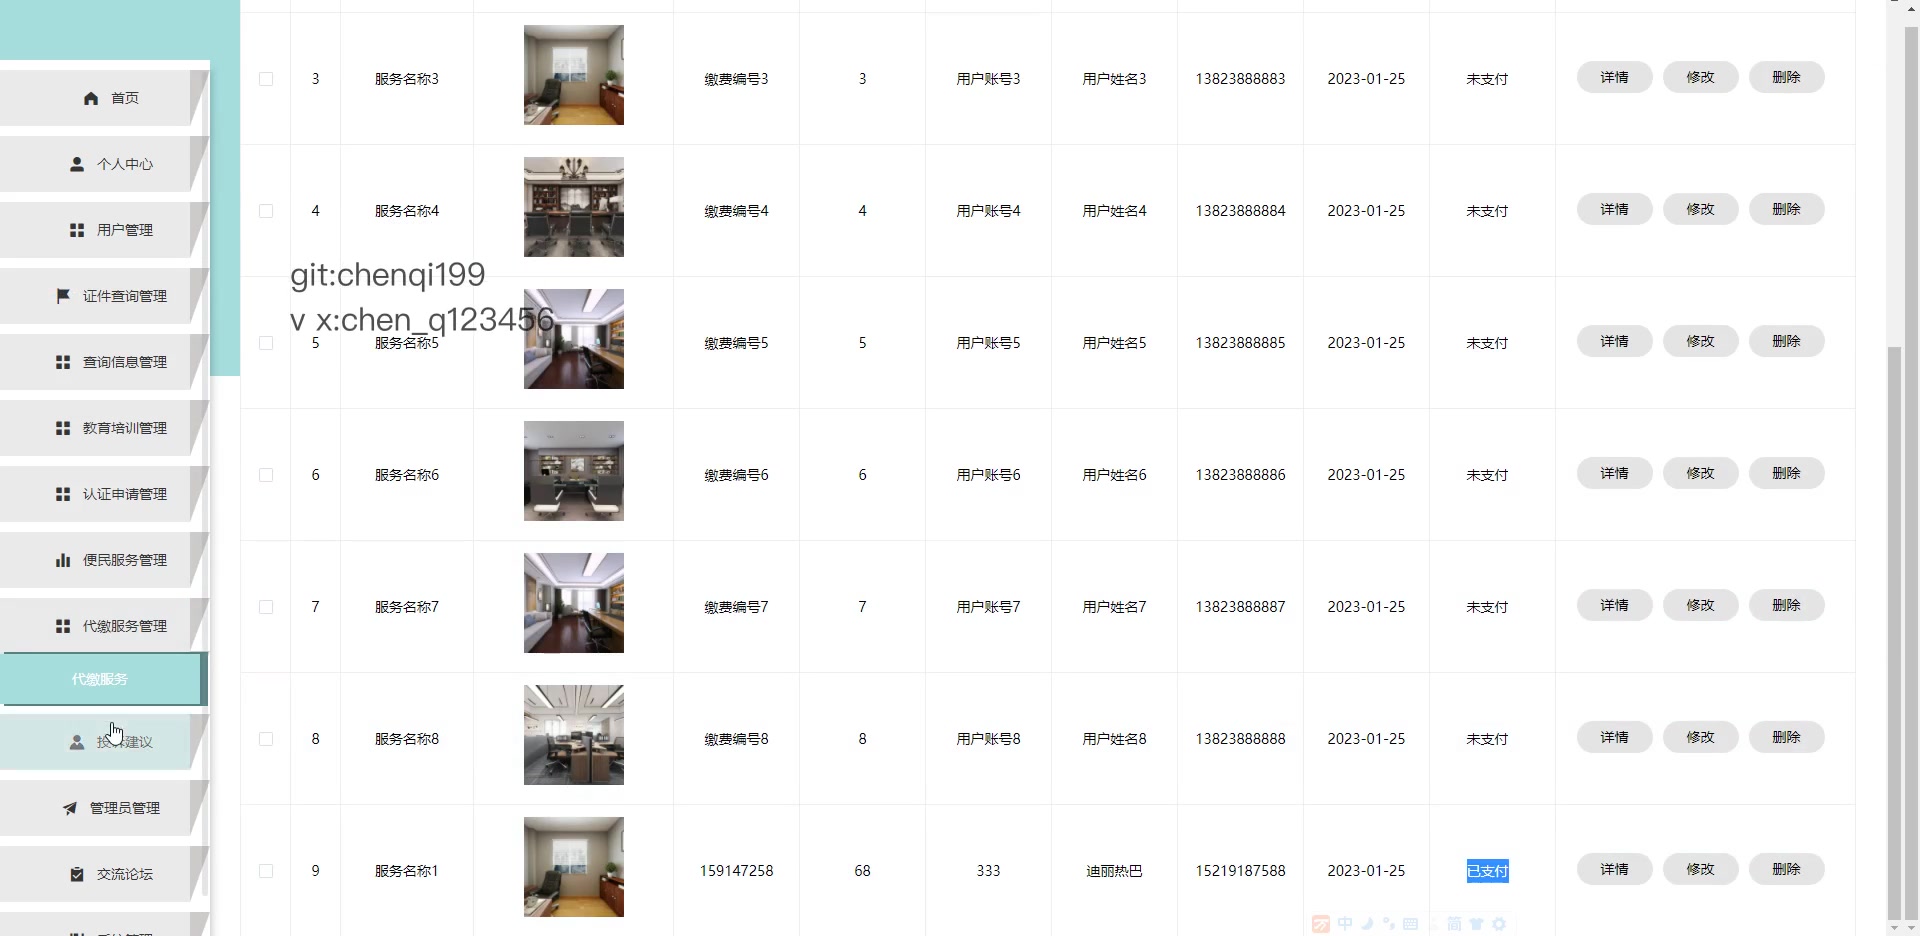 首页
个人中心
用户管理
证件查询管理
查询信息管理
教育培训管理
认证申请管理
便民服务管理
代缴服务管理
代缴服务
建议
管理员管理
交流论坛
3 服务名称3 缴费编号3 3 用户账号3 用户姓名3 13823888883 2023-01-25 未支付 详情 修改 删除
4 服务名称4 缴费编号4 4 用户账号4 用户姓名4 13823888884 2023-01-25 未支付 详情 修改 删除
git:chenqi199
v x:chen_q123456
5 服务名称5 缴费编号5 5 用户账号5 用户姓名5 13823888885 2023-01-25 未支付 详情 修改 删除
6 服务名称6 缴费编号6 6 用户账号6 用户姓名6 13823888886 2023-01-25 未支付 详情 修改 删除
7 服务名称7 缴费编号7 7 用户账号7 用户姓名7 13823888887 2023-01-25 未支付 详情 修改 删除
8 服务名称8 缴费编号8 8 用户账号8 用户姓名8 13823888888 2023-01-25 未支付 详情 修改 删除
9 服务名称1 159147258 68 333 迪丽热巴 15219187588 2023-01-25 已支付 详情 修改 删除
中 简